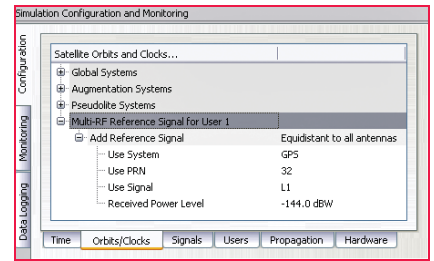 Simulation Configuration and Monitoring
Configuration
Monitoring
Data Logging
Satellite Orbits and Clocks...
Global Systems
Augmentation Systems
Pseudolite Systems
Multi-RF Reference Signal for User 1
Add Reference Signal Equidistant to all antennas
Use System GPS
Use PRN 32
Use Signal L1
Received Power Level -144.0 dBW
Time Orbits/Clocks Signals Users Propagation Hardware